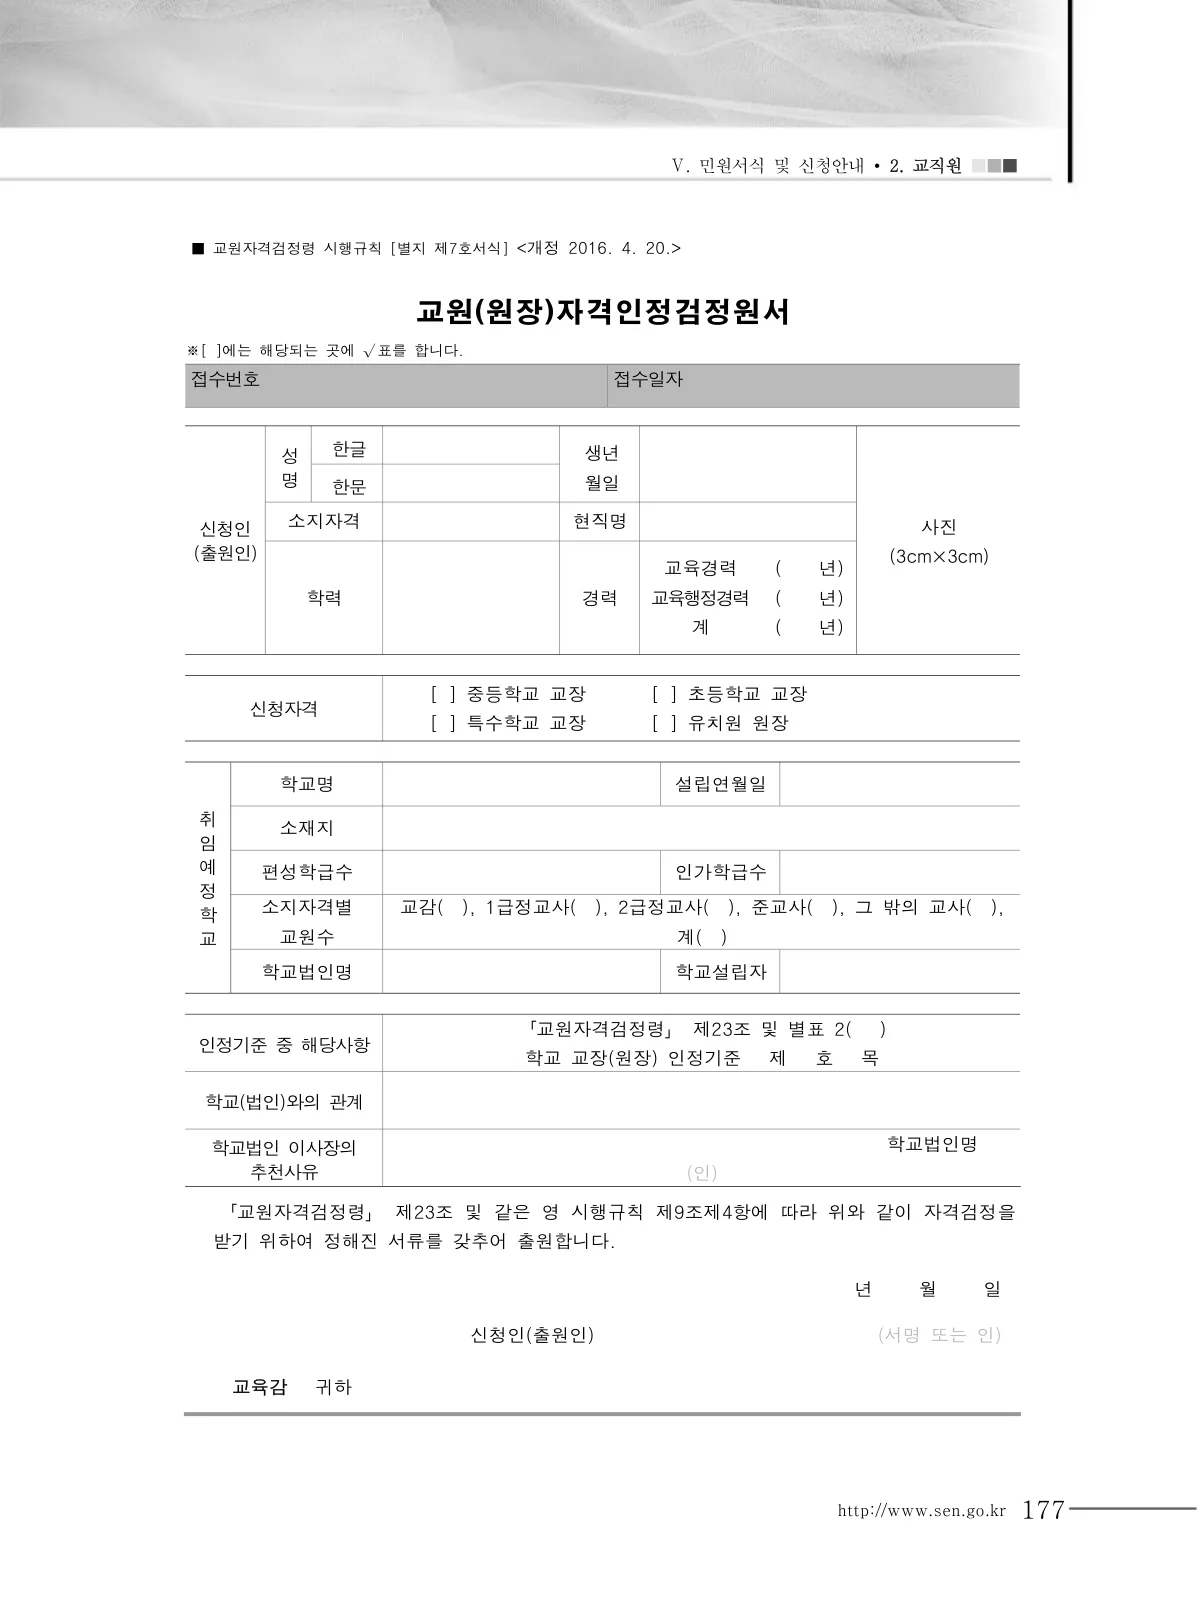 Ⅴ. 민원서식 및 신청안내 • 2. 교직원
■ 교원자격검정령 시행규칙 [별지 제7호서식] <개정 2016. 4. 20.>
교원(원장)자격인정검정원서
※[ ]에는 해당되는 곳에 √표를 합니다.
접수번호 접수일자
신청인
(출원인)
성
명
한글
한문
생년
월일
사진
(3cm×3cm)
소지자격 현직명
학력 경력
교육경력 ( 년)
교육행정경력 ( 년)
계 ( 년)
신청자격
[ ] 중등학교 교장 [ ] 초등학교 교장
[ ] 특수학교 교장 [ ] 유치원 원장
취
임
예
정
학
교
학교명 설립연월일
소재지
편성학급수 인가학급수
소지자격별
교원수
교감( ), 1급정교사( ), 2급정교사( ), 준교사( ), 그 밖의 교사( ),
계( )
학교법인명 학교설립자
인정기준 중 해당사항
「교원자격검정령」 제23조 및 별표 2( )
학교 교장(원장) 인정기준 제 호 목
학교(법인)와의 관계
학교법인 이사장의
추천사유
학교법인명
(인)
「교원자격검정령」 제23조 및 같은 영 시행규칙 제9조제4항에 따라 위와 같이 자격검정을
받기 위하여 정해진 서류를 갖추어 출원합니다.
년 월 일
신청인(출원인) (서명 또는 인)
교육감 귀하
http://www.sen.go.kr 177